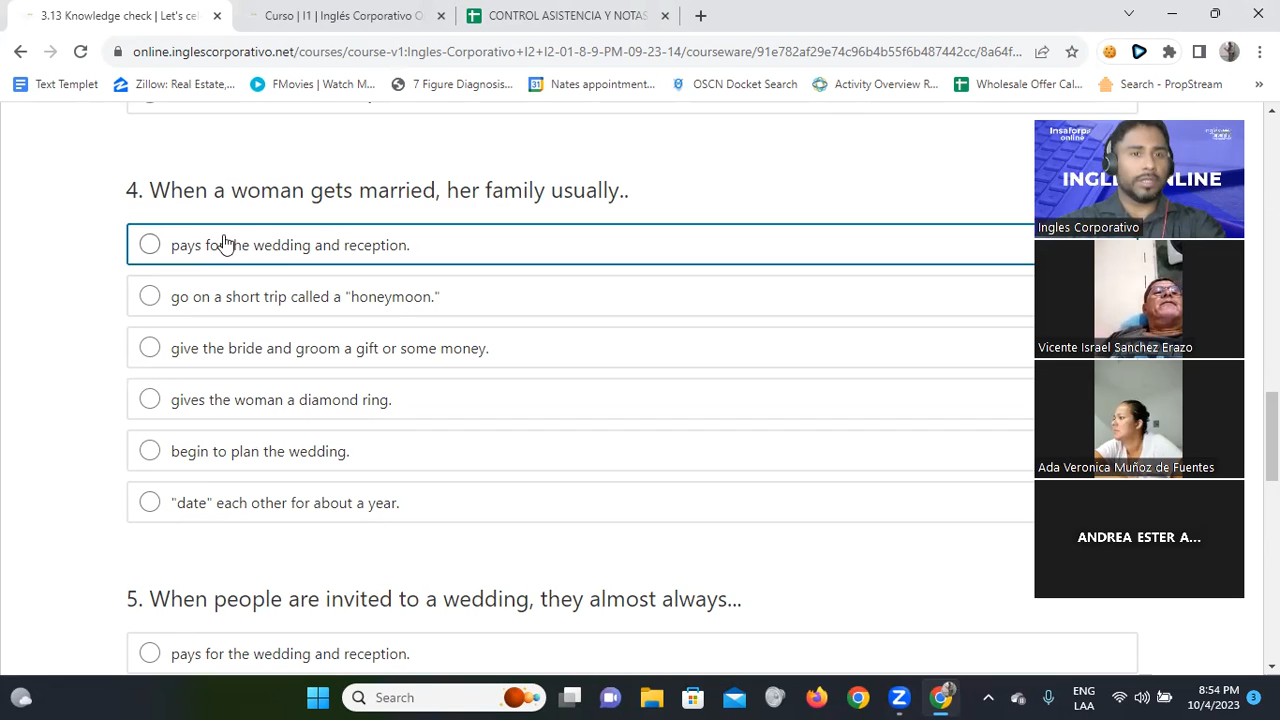 3.13 Knowledge check | Let's cel
Curso | I1 | Inglés Corporativo O
CONTROL ASISTENCIA Y NOTAS
online.inglescorporativo.net/courses/course-v1:Ingles-Corporativo+I2+I2-01-8-9-PM-09-23-14/courseware/91e782af29e74c96b4b55f6b487442cc/8a64f...
Text Templet
Zillow: Real Estate,...
FMovies | Watch M...
7 Figure Diagnosis...
Nates appointment...
OSCN Docket Search
Activity Overview R...
Wholesale Offer Cal...
Search - PropStream
4. When a woman gets married, her family usually..
pays for the wedding and reception.
go on a short trip called a "honeymoon."
give the bride and groom a gift or some money.
gives the woman a diamond ring.
begin to plan the wedding.
"date" each other for about a year.
5. When people are invited to a wedding, they almost always...
pays for the wedding and reception.
Insaforp
online
Ingles Corporativo
Vicente Israel Sanchez Erazo
Ada Veronica Muñoz de Fuentes
ANDREA ESTER A...
Search
ENG
LAA
8:54 PM
10/4/2023
3